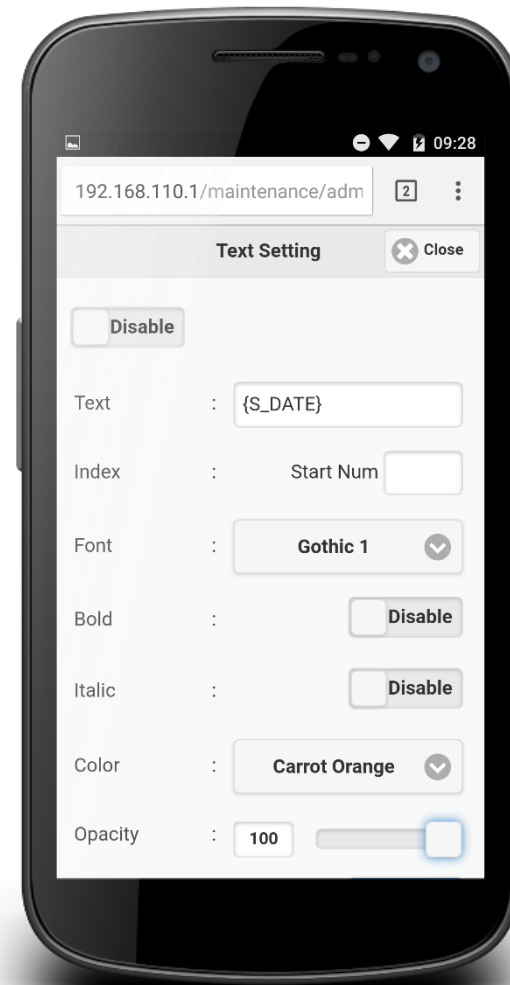 09:28
192.168.110.1/maintenance/adm 2
Text Setting Close
Disable
Text : {S_DATE}
Index : Start Num
Font : Gothic 1
Bold : Disable
Italic : Disable
Color : Carrot Orange
Opacity : 100